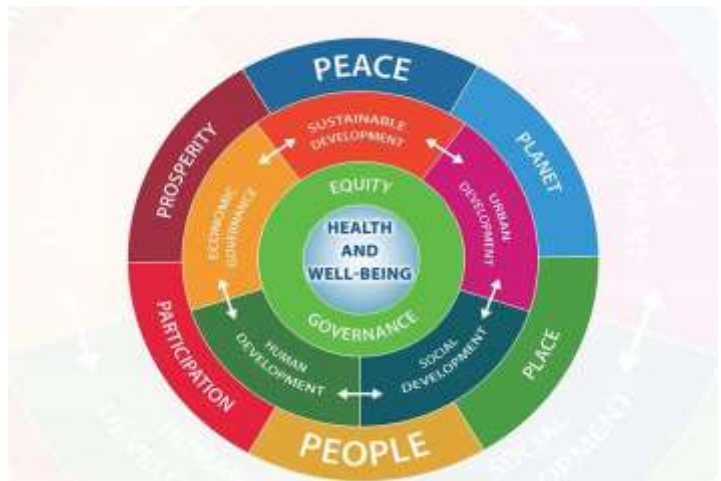 PEACE
PLANET
PLACE
PEOPLE
PARTICIPATION
PROSPERITY
SUSTAINABLE
DEVELOPMENT
URBAN
DEVELOPMENT
SOCIAL
DEVELOPMENT
HUMAN
DEVELOPMENT
ECONOMIC
GOVERNANCE
EQUITY
GOVERNANCE
HEALTH
AND
WELL-BEING